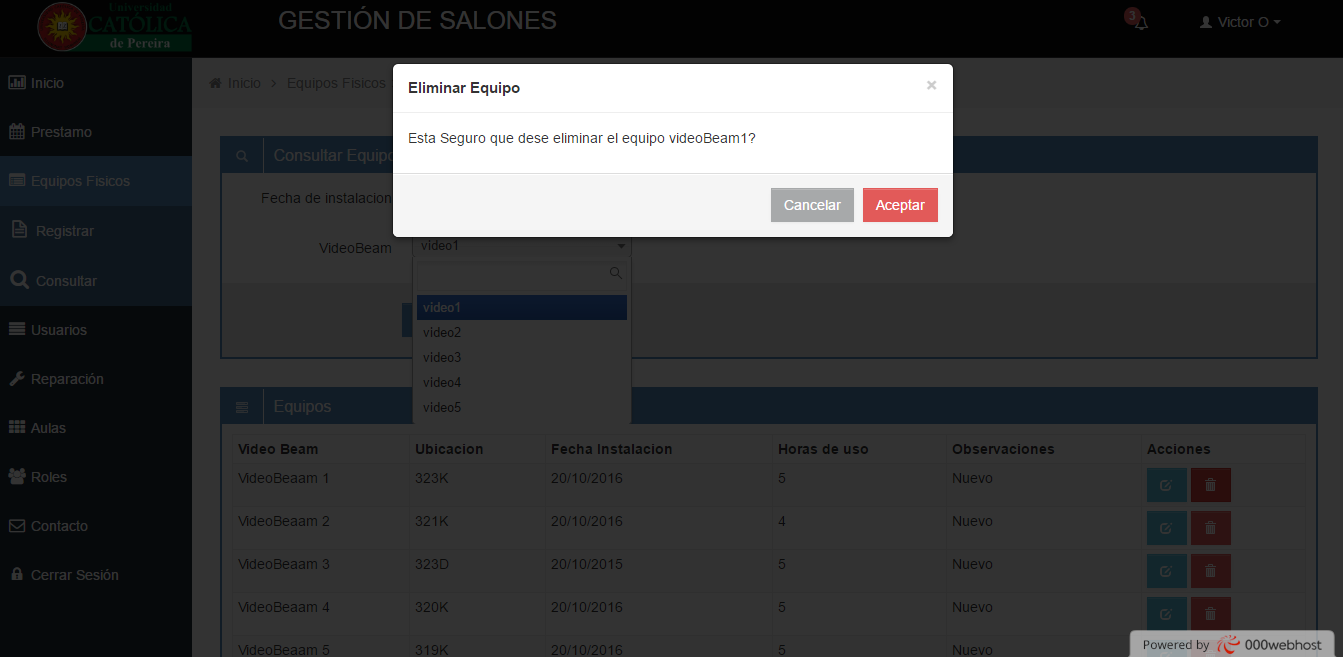 Universidad
CATÓLICA
de Pereira
GESTIÓN DE SALONES
3
Victor O
Inicio
Prestamo
Equipos Fisicos
Registrar
Consultar
Usuarios
Reparación
Aulas
Roles
Contacto
Cerrar Sesión
Inicio > Equipos Fisicos
Eliminar Equipo ×
Esta Seguro que dese eliminar el equipo videoBeam1?
Cancelar Aceptar
Consultar Equipo
Fecha de instalacion
VideoBeam video1
video1
video2
video3
video4
video5
Equipos
Video Beam Ubicacion Fecha Instalacion Horas de uso Observaciones Acciones
VideoBeaam 1 323K 20/10/2016 5 Nuevo
VideoBeaam 2 321K 20/10/2016 4 Nuevo
VideoBeaam 3 323D 20/10/2015 5 Nuevo
VideoBeaam 4 320K 20/10/2016 5 Nuevo
VideoBeaam 5 319K 20/10/2016 5 Nuevo
Powered by 000webhost